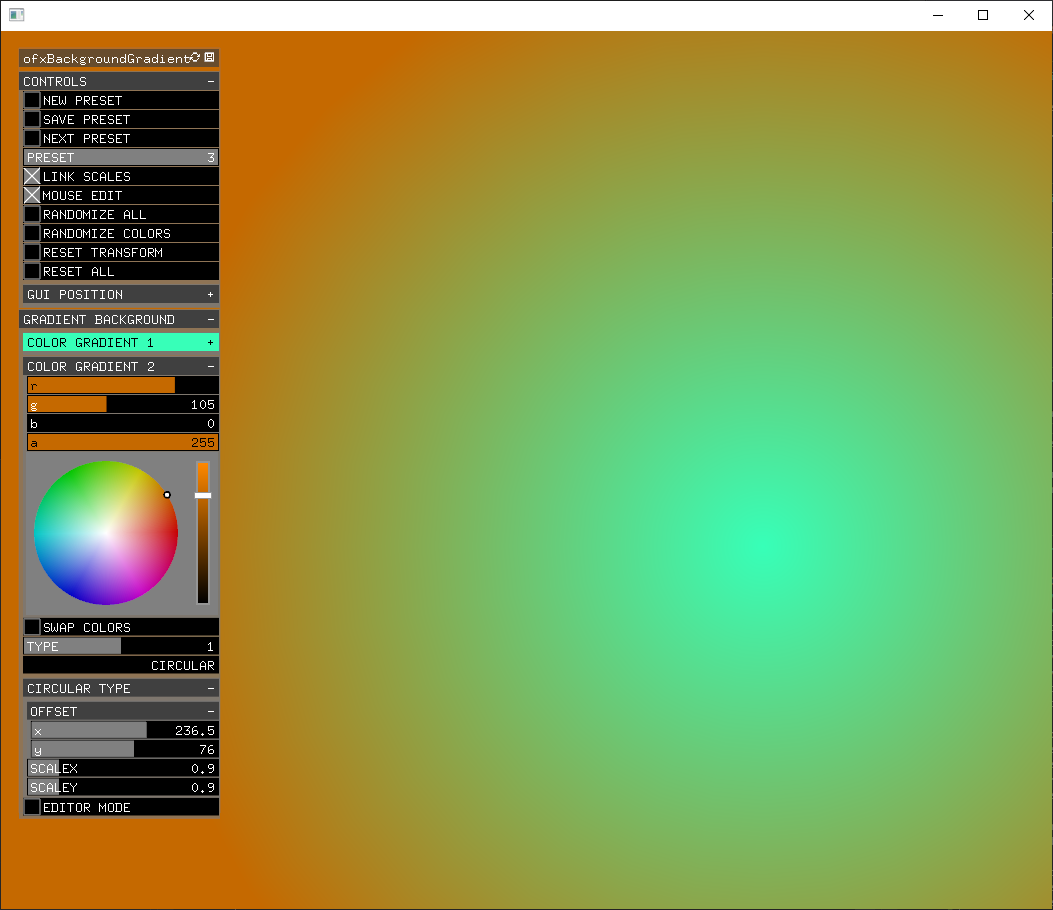 ofxBackgroundGradient
CONTROLS -
NEW PRESET
SAVE PRESET
NEXT PRESET
PRESET 3
LINK SCALES
MOUSE EDIT
RANDOMIZE ALL
RANDOMIZE COLORS
RESET TRANSFORM
RESET ALL
GUI POSITION +
GRADIENT BACKGROUND -
COLOR GRADIENT 1 +
COLOR GRADIENT 2 -
r
g 105
b 0
a 255
SWAP COLORS
TYPE 1
CIRCULAR
CIRCULAR TYPE -
OFFSET -
x 236.5
y 76
SCALEX 0.9
SCALEY 0.9
EDITOR MODE